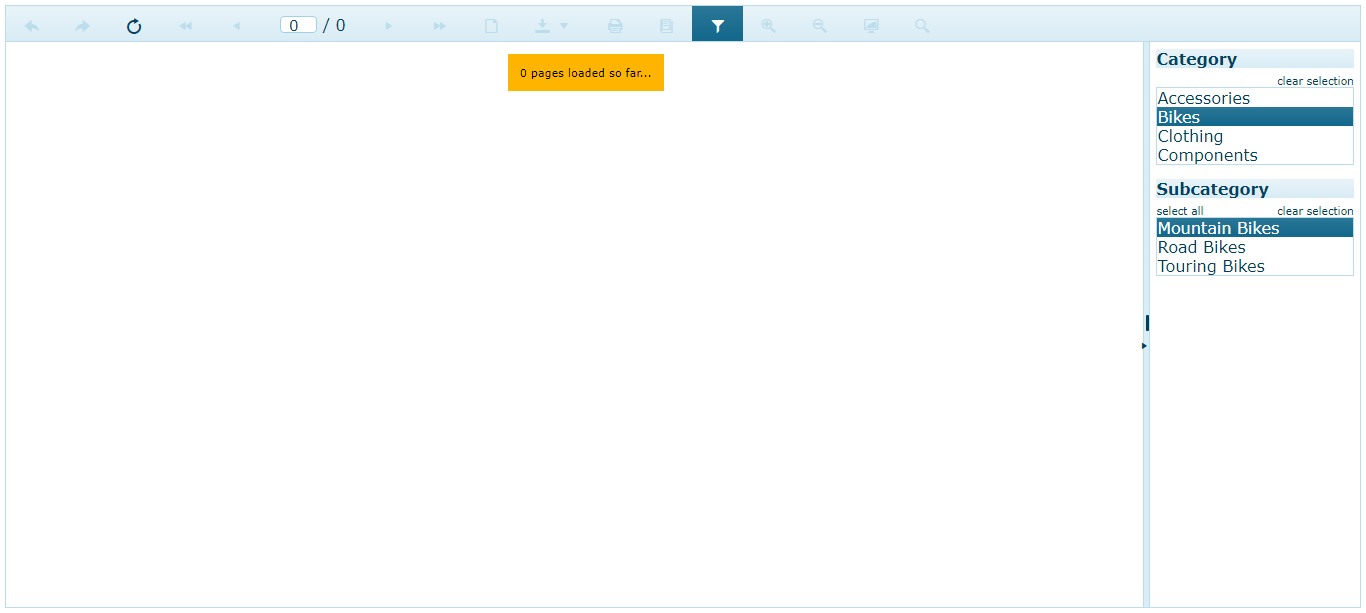 0 / 0
0 pages loaded so far...
Category
clear selection
Accessories
Bikes
Clothing
Components
Subcategory
select all clear selection
Mountain Bikes
Road Bikes
Touring Bikes